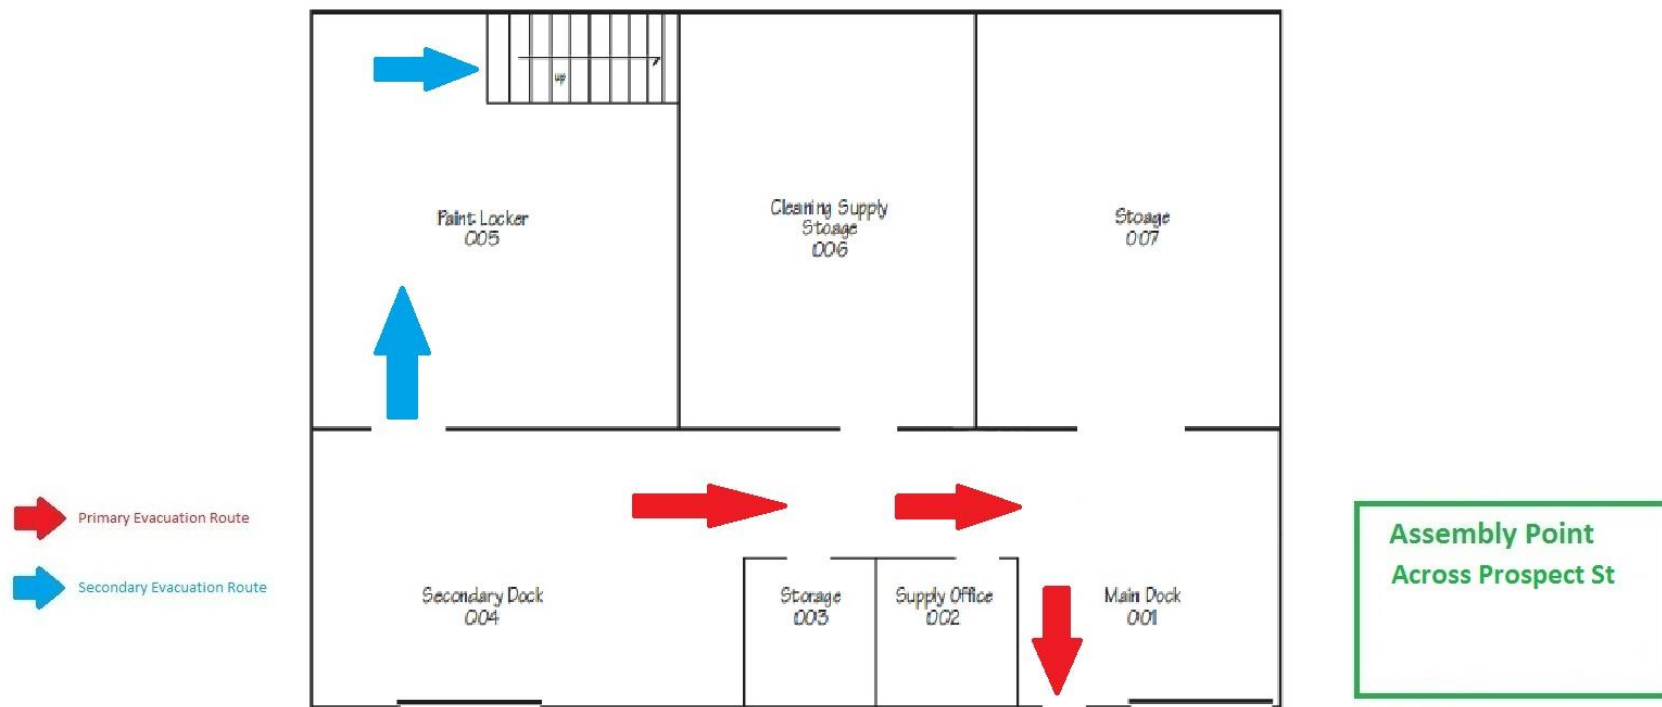 up
Paint Locker
005
Cleaning Supply
Stoage
006
Stoage
007
Primary Evacuation Route
Secondary Evacuation Route
Secondary Dock
004
Storage
003
Supply Office
002
Main Dock
001
Assembly Point
Across Prospect St